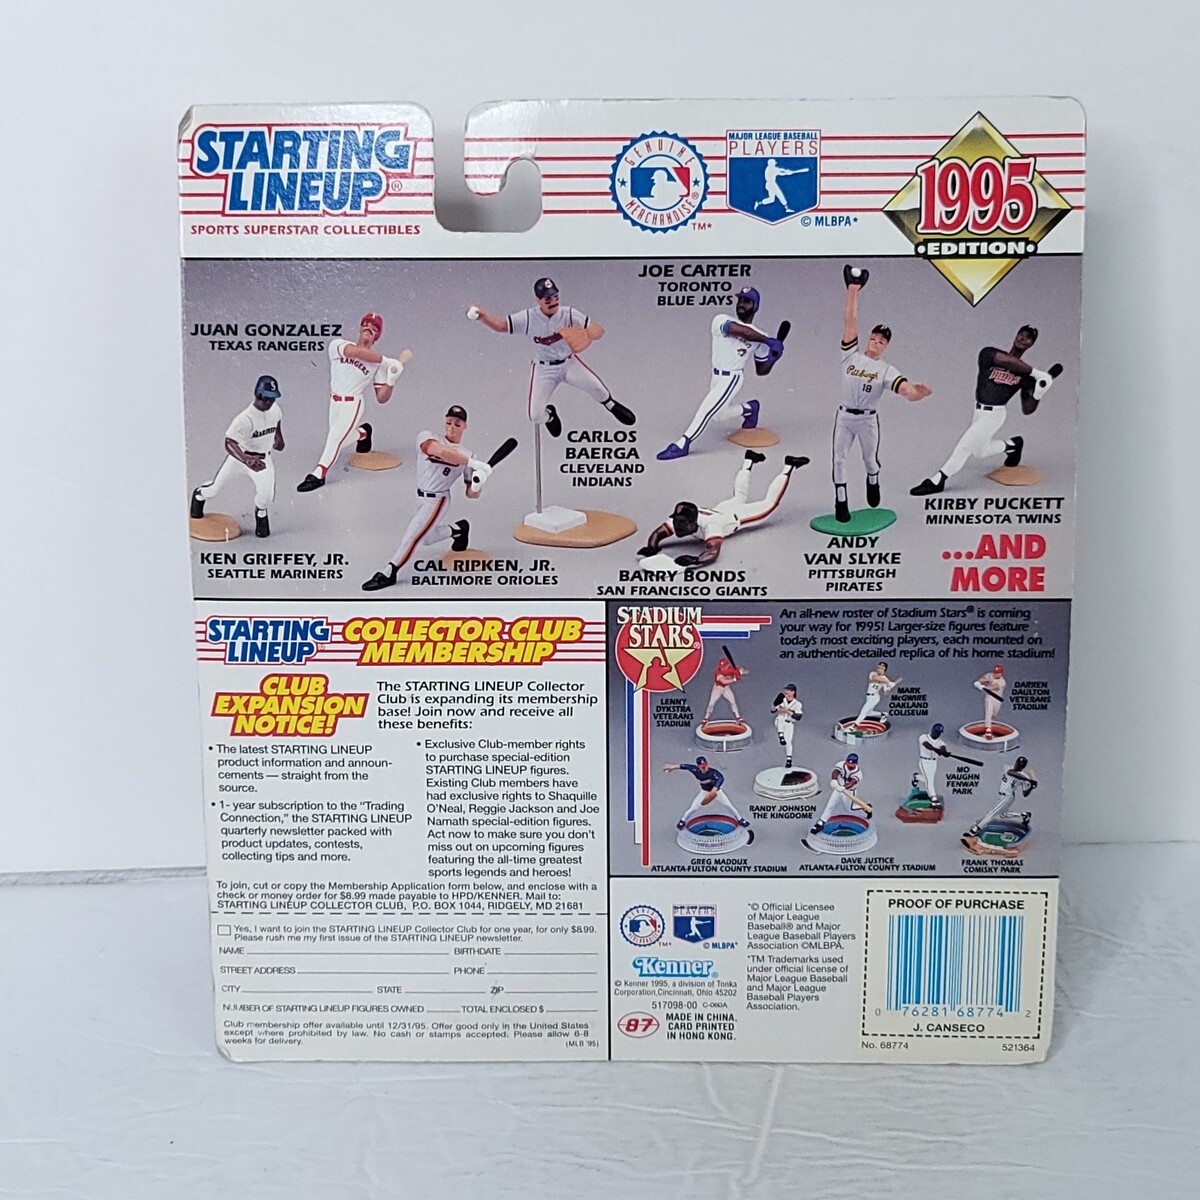 STARTING
LINEUP®
SPORTS SUPERSTAR COLLECTIBLES
GENUINE
MERCHANDISE®
TM*
MAJOR LEAGUE BASEBALL
PLAYERS
© MLBPA*
1995
•EDITION•
JUAN GONZALEZ
TEXAS RANGERS
RANGERS
KEN GRIFFEY, JR.
SEATTLE MARINERS
CAL RIPKEN, JR.
BALTIMORE ORIOLES
8
CARLOS
BAERGA
CLEVELAND
INDIANS
JOE CARTER
TORONTO
BLUE JAYS
BARRY BONDS
SAN FRANCISCO GIANTS
Pittsburgh
18
ANDY
VAN SLYKE
PITTSBURGH
PIRATES
KIRBY PUCKETT
MINNESOTA TWINS
...AND
MORE
STARTING
LINEUP®
COLLECTOR CLUB
MEMBERSHIP
CLUB
EXPANSION
NOTICE!
The STARTING LINEUP Collector
Club is expanding its membership
base! Join now and receive all
these benefits:
• The latest STARTING LINEUP
product information and announ-
cements — straight from the
source.
• 1- year subscription to the "Trading
Connection," the STARTING LINEUP
quarterly newsletter packed with
product updates, contests,
collecting tips and more.
• Exclusive Club-member rights
to purchase special-edition
STARTING LINEUP figures.
Existing Club members have
had exclusive rights to Shaquille
O'Neal, Reggie Jackson and Joe
Namath special-edition figures.
Act now to make sure you don't
miss out on upcoming figures
featuring the all-time greatest
sports legends and heroes!
To join, cut or copy the Membership Application form below, and enclose with a
check or money order for $8.99 made payable to HPD/KENNER. Mail to:
STARTING LINEUP COLLECTOR CLUB, P.O. BOX 1044, RIDGELY, MD 21681
Yes, I want to join the STARTING LINEUP Collector Club for one year, for only $8.99.
Please rush me my first issue of the STARTING LINEUP newsletter.
NAME BIRTHDATE
STREET ADDRESS PHONE
CITY STATE ZIP
NUMBER OF STARTING LINEUP FIGURES OWNED TOTAL ENCLOSED $
Club membership offer available until 12/31/95. Offer good only in the United States
except where prohibited by law. No cash or stamps accepted. Please allow 6-8
weeks for delivery.
(MLB '95)
STADIUM
STARS®
An all-new roster of Stadium Stars® is coming
your way for 1995! Larger-size figures feature
today's most exciting players, each mounted on
an authentic-detailed replica of his home stadium!
LENNY
DYKSTRA
VETERANS
STADIUM
MARK
McGWIRE
OAKLAND
COLISEUM
DARREN
DAULTON
VETERANS
STADIUM
RANDY JOHNSON
THE KINGDOME
MO
VAUGHN
FENWAY
PARK
GREG MADDUX
ATLANTA-FULTON COUNTY STADIUM
DAVE JUSTICE
ATLANTA-FULTON COUNTY STADIUM
FRANK THOMAS
COMISKY PARK
GENUINE
MERCHANDISE
TM*
MAJOR LEAGUE BASEBALL
PLAYERS
© MLBPA*
Kenner®
© Kenner 1995, a division of Tonka
Corporation, Cincinnati, Ohio 45202
517098-00 C-060A
87
MADE IN CHINA.
CARD PRINTED
IN HONG KONG.
*© Official Licensee
of Major League
Baseball® and Major
League Baseball Players
Association ©MLBPA.
*TM Trademarks used
under official license of
Major League Baseball
and Major League
Baseball Players
Association.
PROOF OF PURCHASE
0 76281 68774 2
J. CANSECO
No. 68774
521364